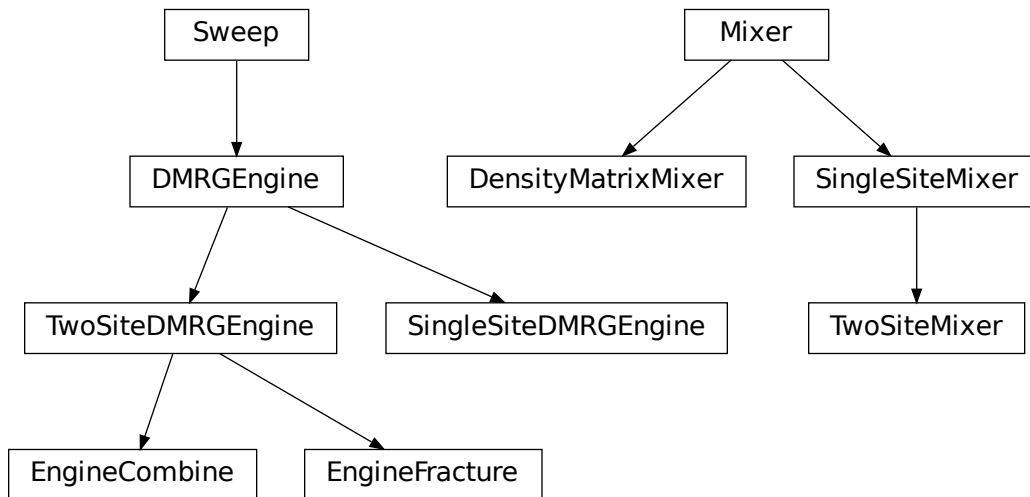 Sweep
Mixer
DMRGEngine
DensityMatrixMixer
SingleSiteMixer
TwoSiteDMRGEngine
SingleSiteDMRGEngine
TwoSiteMixer
EngineCombine
EngineFracture